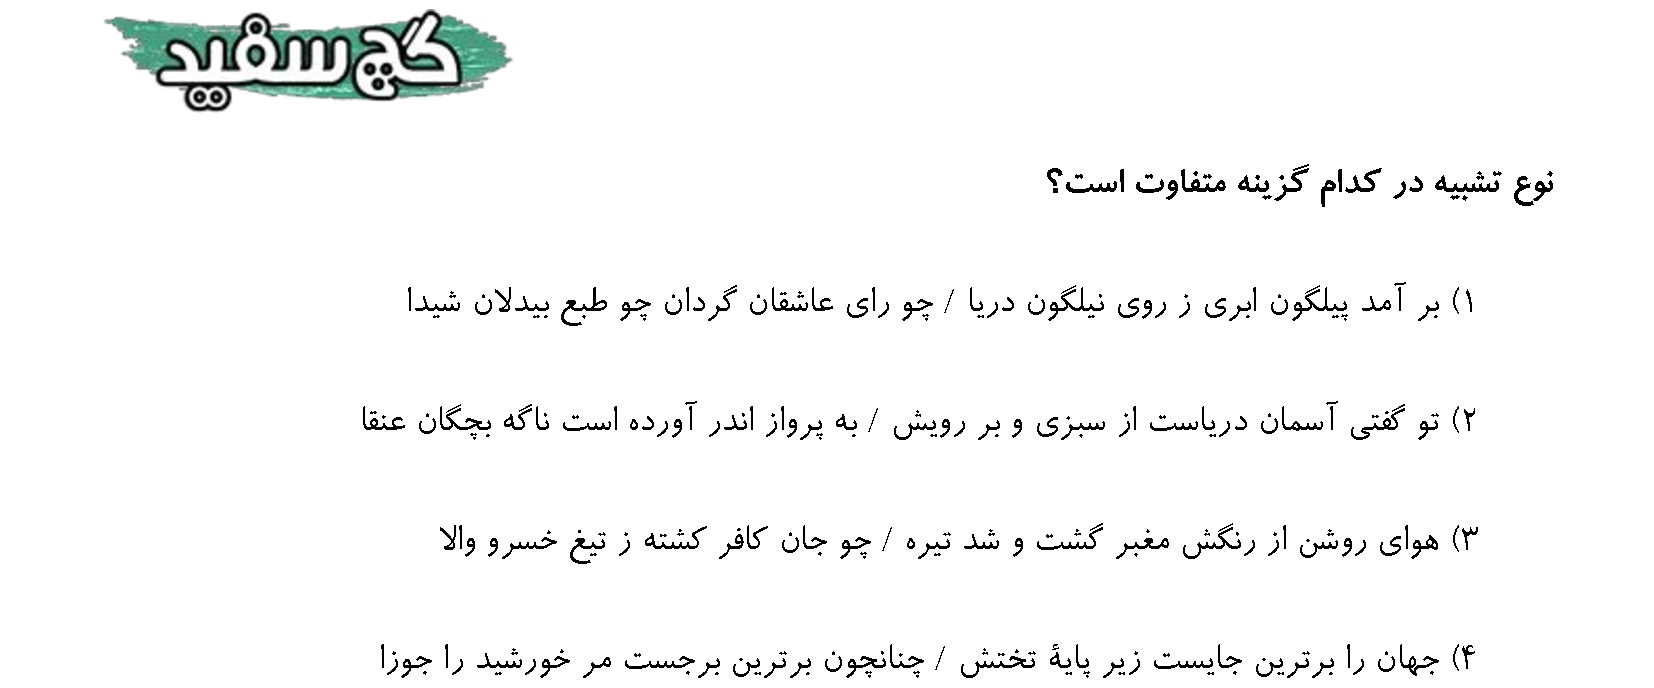 گچ سفید
نوع تشبیه در کدام گزینه متفاوت است؟
۱) بر آمد پیلگون ابری ز روی نیلگون دریا / چو رای عاشقان گردان چو طبع بیدلان شیدا
۲) تو گفتی آسمان دریاست از سبزی و بر رویش / به پرواز اندر آورده است ناگه بچگان عنقا
۳) هوای روشن از رنگش مغبر گشت و شد تیره / چو جان کافر کشته ز تیغ خسرو والا
۴) جهان را برترین جایست زیر پایهٔ تختش / چنانچون برترین برجست مر خورشید را جوزا